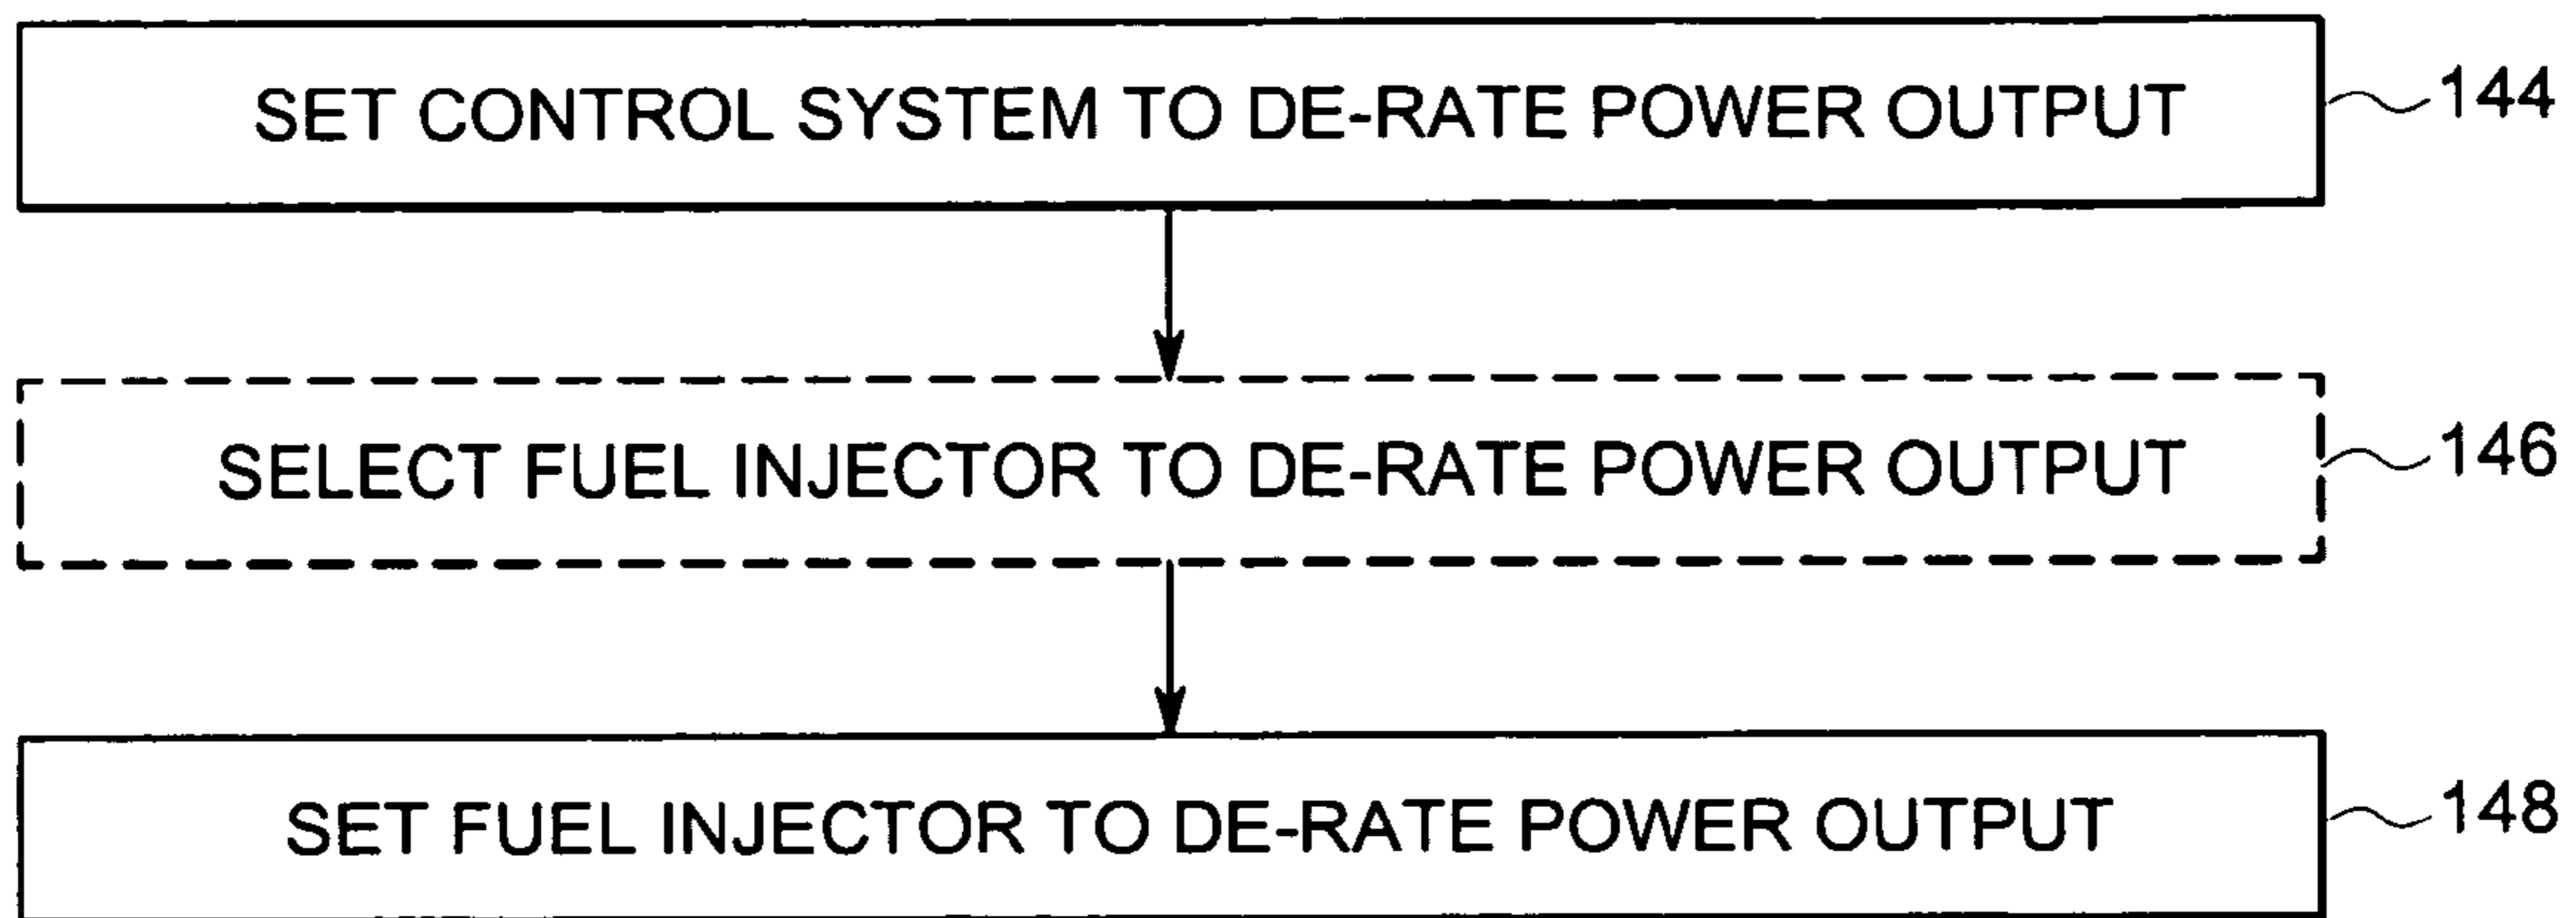 SET CONTROL SYSTEM TO DE-RATE POWER OUTPUT 144
SELECT FUEL INJECTOR TO DE-RATE POWER OUTPUT 146
SET FUEL INJECTOR TO DE-RATE POWER OUTPUT 148